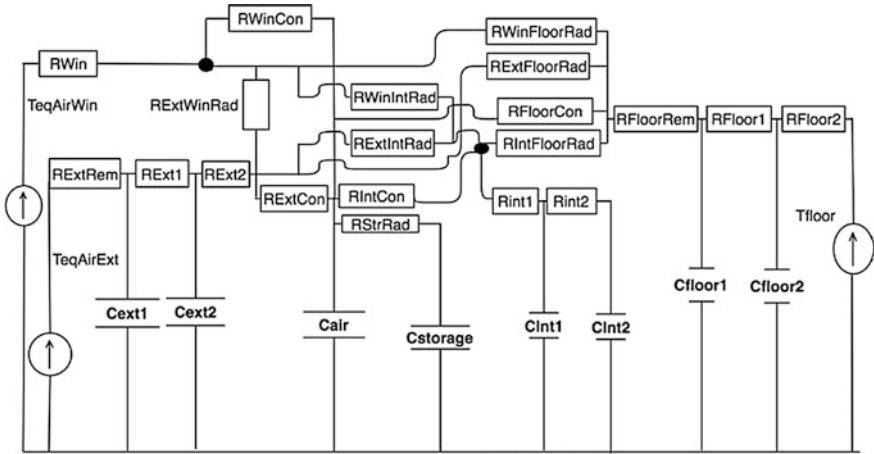 RWinCon
RWinFloorRad
RWin
RExtFloorRad
TeqAirWin
RExtWinRad
RWinIntRad
RFloorCon
RFloorRem
RFloor1
RFloor2
RExtIntRad
RIntFloorRad
RExtRem
RExt1
RExt2
RExtCon
RIntCon
Rint1
Rint2
RStrRad
Tfloor
TeqAirExt
Cext1
Cext2
Cfloor1
Cfloor2
Cair
Cstorage
CInt1
CInt2